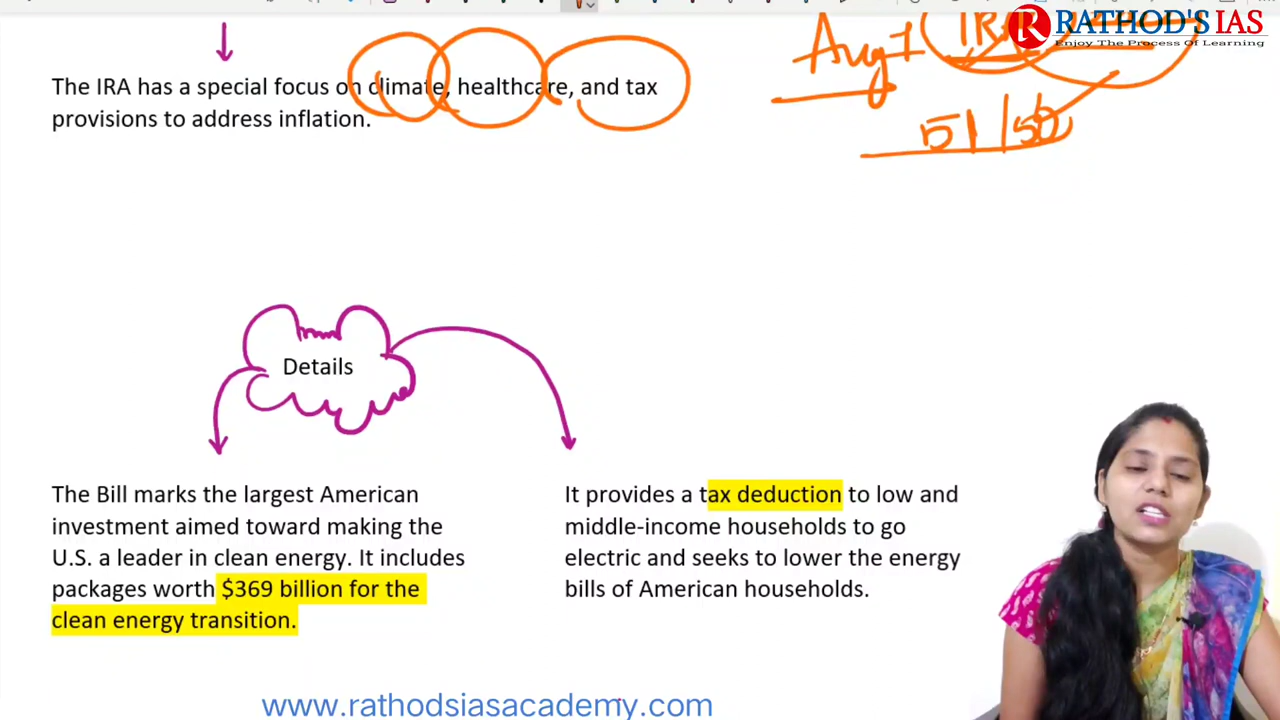 RATHOD'S IAS
Enjoy The Process Of Learning
Aug 7 IRA
51/50
The IRA has a special focus on climate, healthcare, and tax
provisions to address inflation.
Details
The Bill marks the largest American
investment aimed toward making the
U.S. a leader in clean energy. It includes
packages worth $369 billion for the
clean energy transition.
It provides a tax deduction to low and
middle-income households to go
electric and seeks to lower the energy
bills of American households.
www.rathodsiasacademy.com